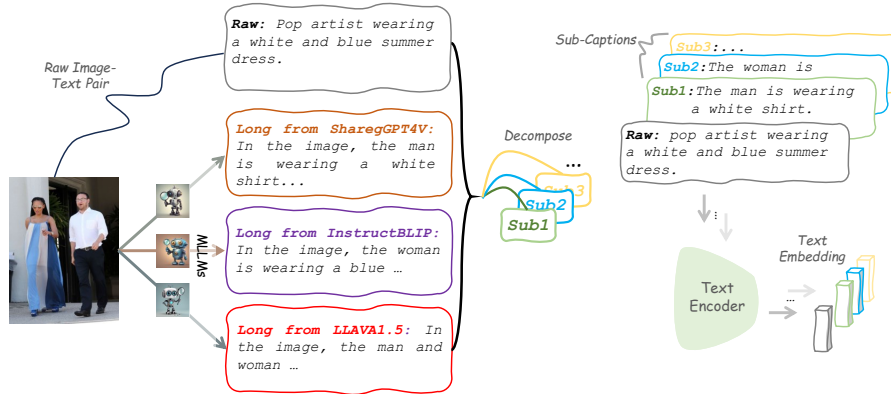 Raw Image-
Text Pair
Raw: Pop artist wearing
a white and blue summer
dress.
Long from SharegGPT4V:
In the image, the man
is wearing a white
shirt...
MLLMs
Long from InstructBLIP:
In the image, the woman
is wearing a blue …
Long from LLAVA1.5: In
the image, the man and
woman …
Decompose
...
Sub3
Sub2
Sub1
Sub-Captions
Sub3:...
Sub2:The woman is
Sub1:The man is wearing
a white shirt.
Raw: pop artist wearing
a white and blue summer
dress.
...
Text
Encoder
Text
Embedding
...